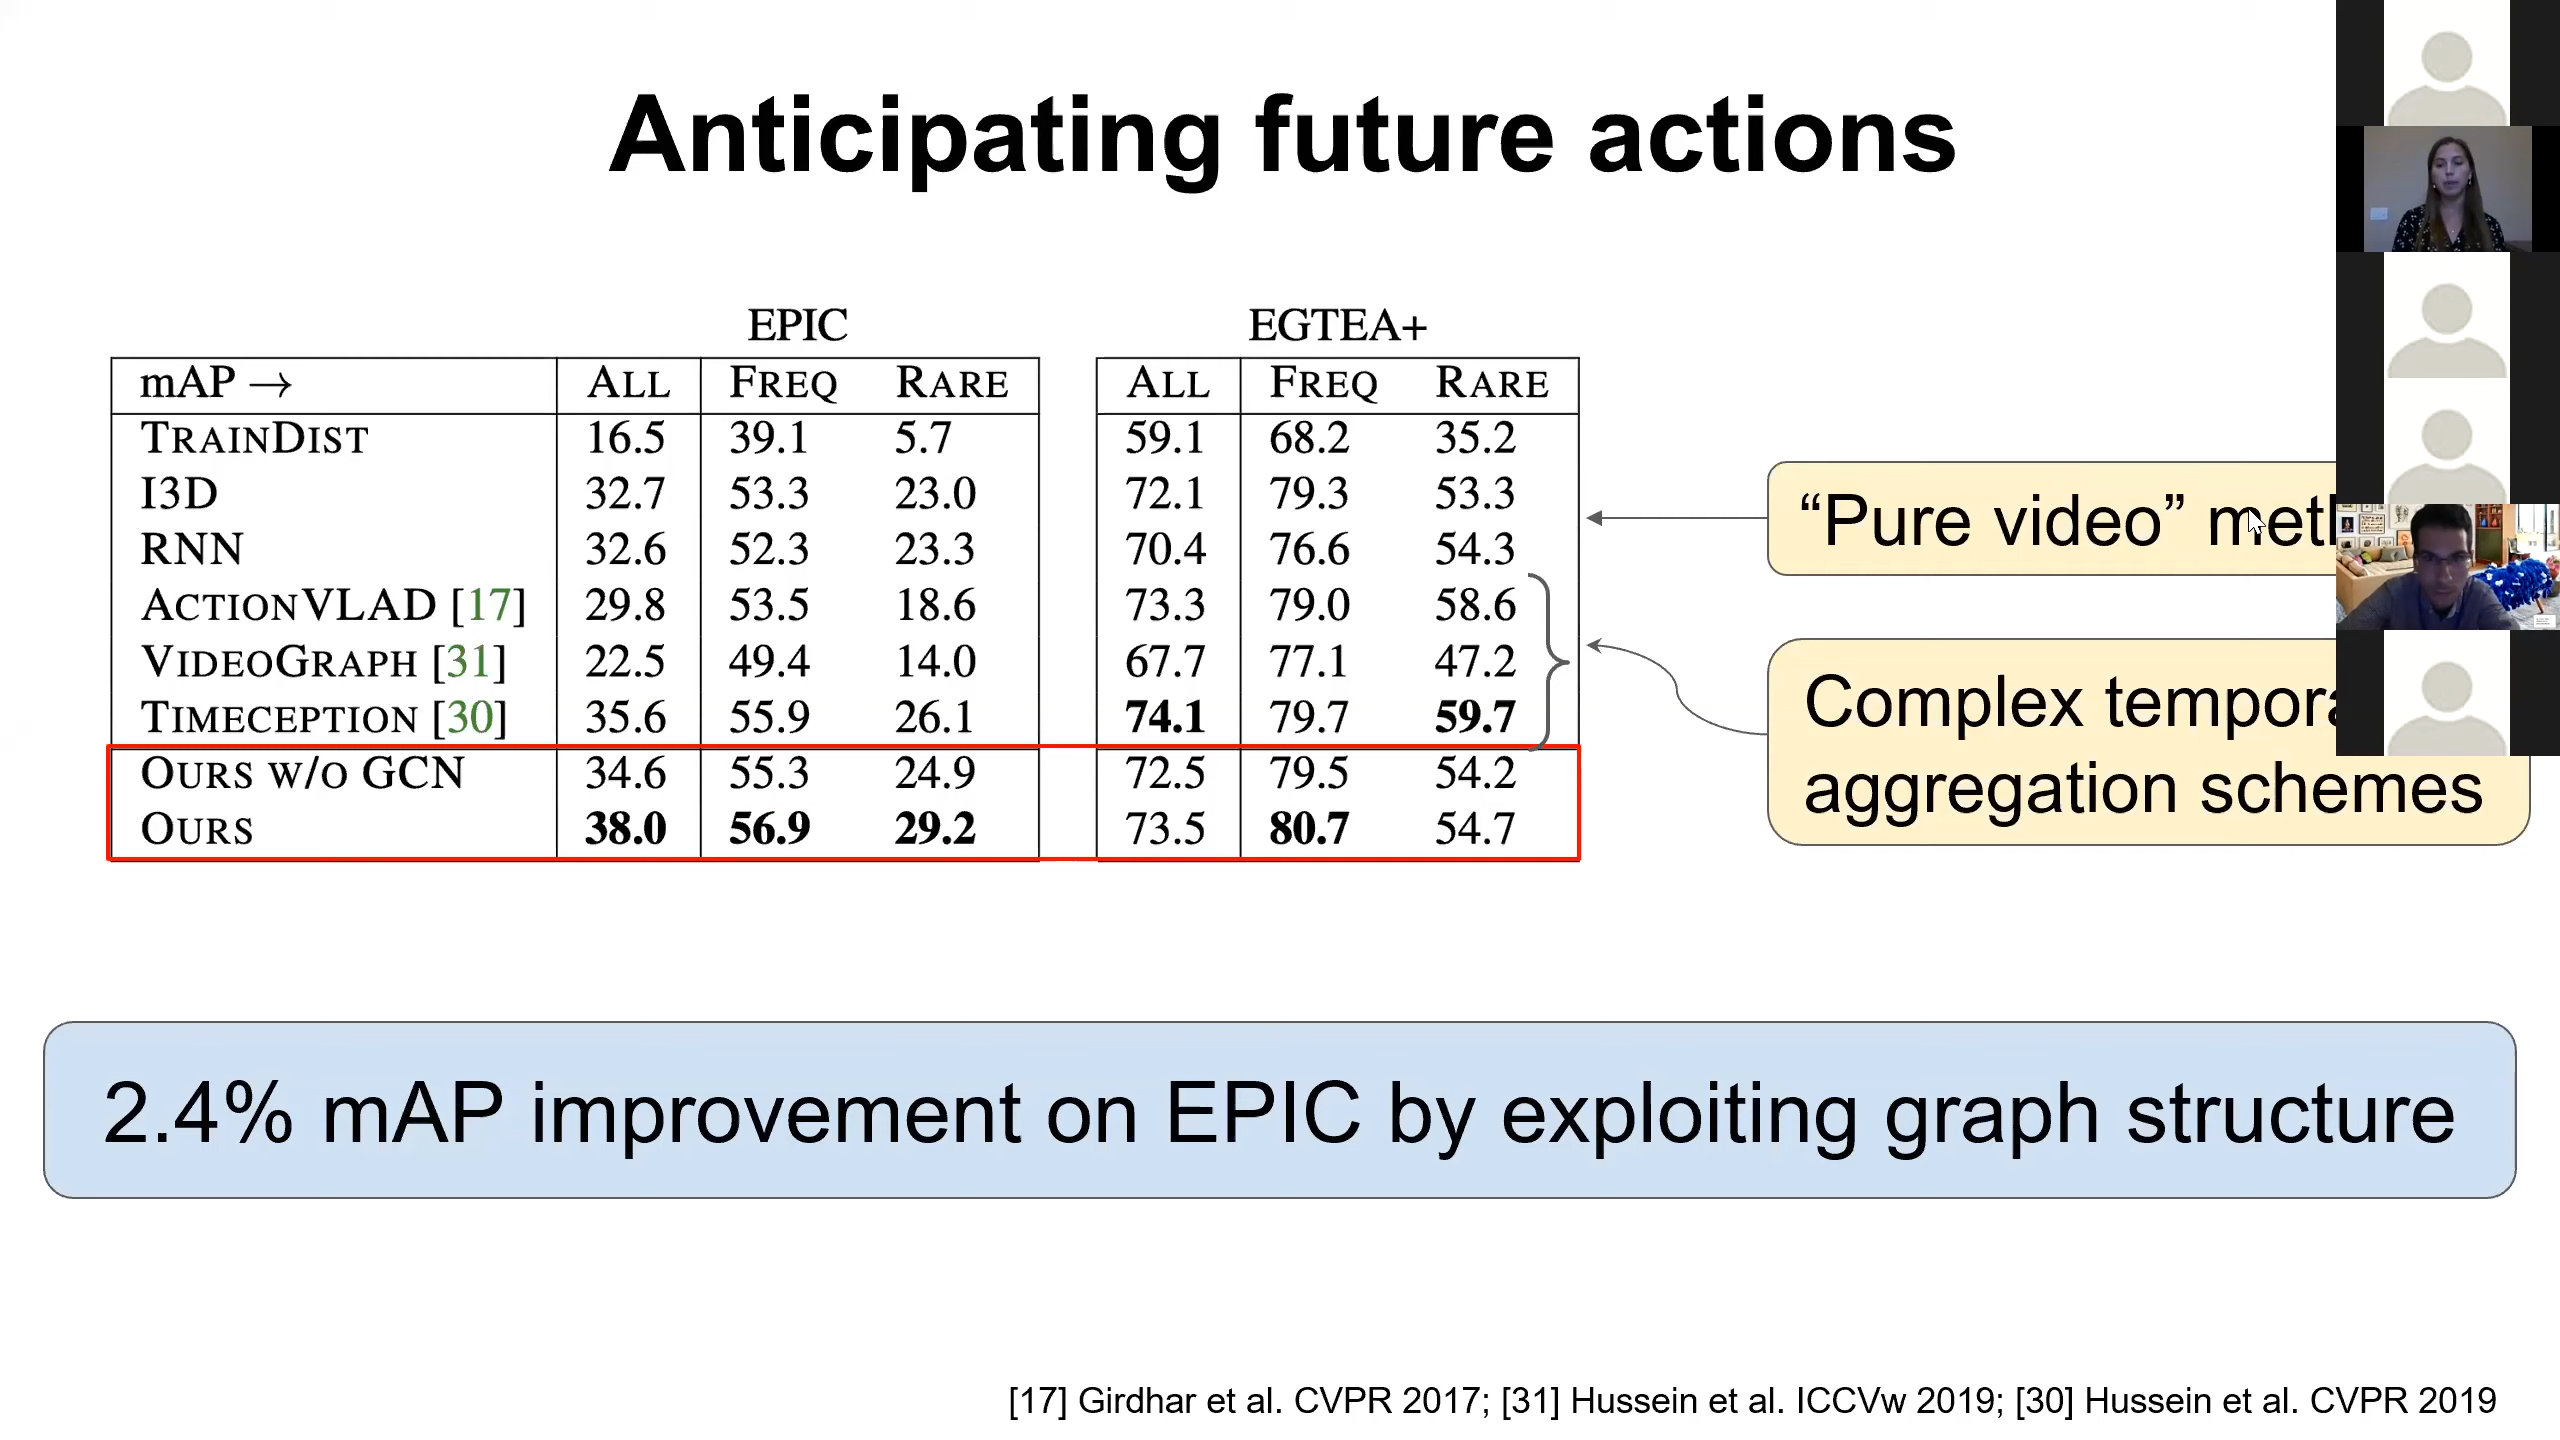 Anticipating future actions
EPIC EGTEA+
mAP → ALL FREQ RARE ALL FREQ RARE
TRAINDIST 16.5 39.1 5.7 59.1 68.2 35.2
I3D 32.7 53.3 23.0 72.1 79.3 53.3
RNN 32.6 52.3 23.3 70.4 76.6 54.3
ACTIONVLAD [17] 29.8 53.5 18.6 73.3 79.0 58.6
VIDEOGRAPH [31] 22.5 49.4 14.0 67.7 77.1 47.2
TIMECEPTION [30] 35.6 55.9 26.1 74.1 79.7 59.7
OURS W/O GCN 34.6 55.3 24.9 72.5 79.5 54.2
OURS 38.0 56.9 29.2 73.5 80.7 54.7
“Pure video”
Complex
aggregation schemes
2.4% mAP improvement on EPIC by exploiting graph structure
[17] Girdhar et al. CVPR 2017; [31] Hussein et al. ICCVw 2019; [30] Hussein et al. CVPR 2019